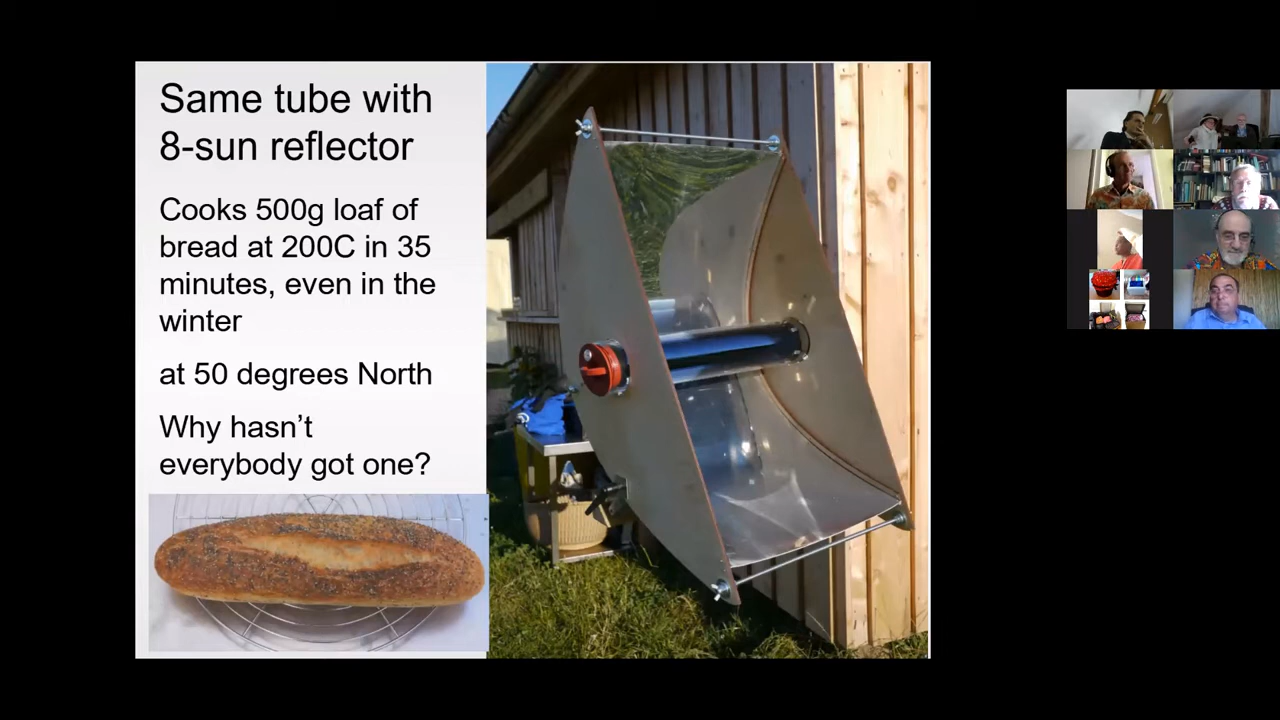 Same tube with
8-sun reflector
Cooks 500g loaf of
bread at 200C in 35
minutes, even in the
winter
at 50 degrees North
Why hasn’t
everybody got one?